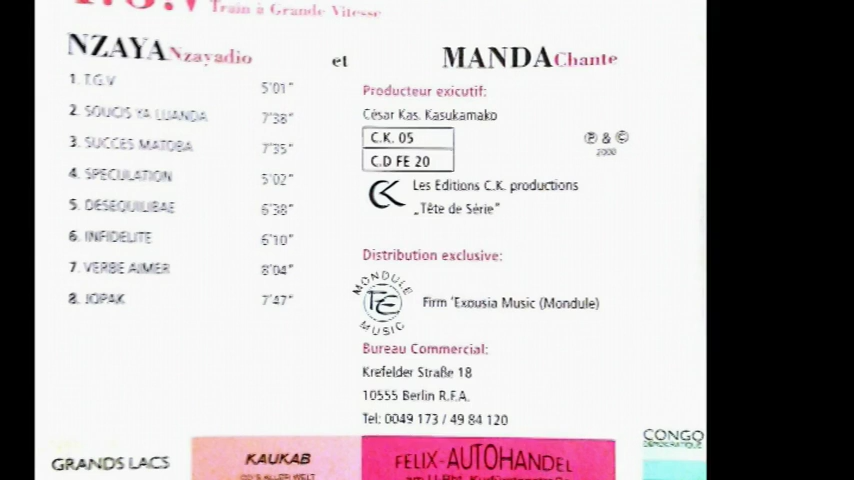 T.G.V Train à Grande Vitesse
NZAYA Nzayadio et MANDA Chante
1. T.G.V 5'01"
2. SOUCIS YA LUANDA 7'38"
3. SUCCES MATOBA 7'35"
4. SPECULATION 5'02"
5. DESEQUILIBAE 6'38"
6. INFIDELITE 6'10"
7. VERBE AIMER 8'04"
8. JOPAK 7'47"
Producteur exicutif:
César Kas. Kasukamako
C.K. 05
C.D FE 20
℗ & ©
2000
CK Les Editions C.K. productions
„Tête de Série"
Distribution exclusive:
MONDULE
FE
MUSIC
Firm 'Exousia Music (Mondule)
Bureau Commercial:
Krefelder Straße 18
10555 Berlin R.F.A.
Tel: 0049 173 / 49 84 120
GRANDS LACS
KAUKAB
FELIX-AUTOHANDEL
CONGO
DEMOCRATIQUE